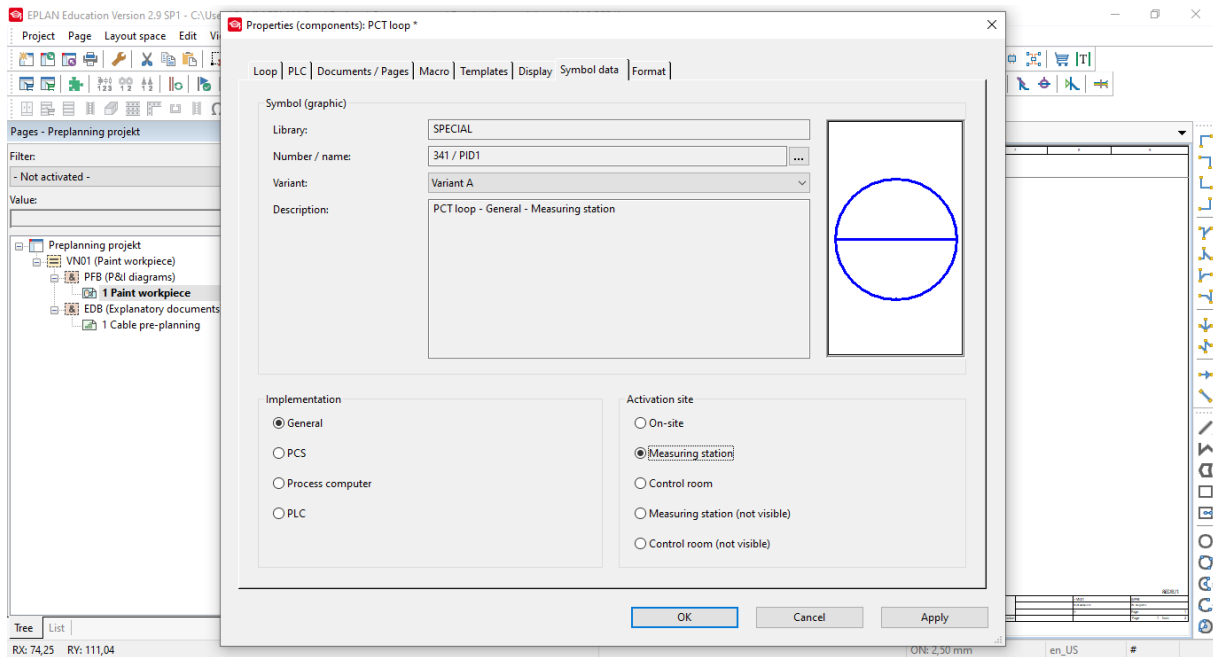 EPLAN Education Version 2.9 SP1 - C:\Use
Properties (components): PCT loop *
Project Page Layout space Edit Vi
Loop PLC Documents / Pages Macro Templates Display Symbol data Format
Pages - Preplanning projekt
Filter:
- Not activated -
Value:
Preplanning projekt
VN01 (Paint workpiece)
PFB (P&I diagrams)
1 Paint workpiece
EDB (Explanatory documents
1 Cable pre-planning
Tree List
Symbol (graphic)
Library: SPECIAL
Number / name: 341 / PID1 ...
Variant: Variant A
Description: PCT loop - General - Measuring station
Implementation
General
PCS
Process computer
PLC
Activation site
On-site
Measuring station
Control room
Measuring station (not visible)
Control room (not visible)
OK Cancel Apply
RX: 74,25 RY: 111,04 ON: 2,50 mm en_US #